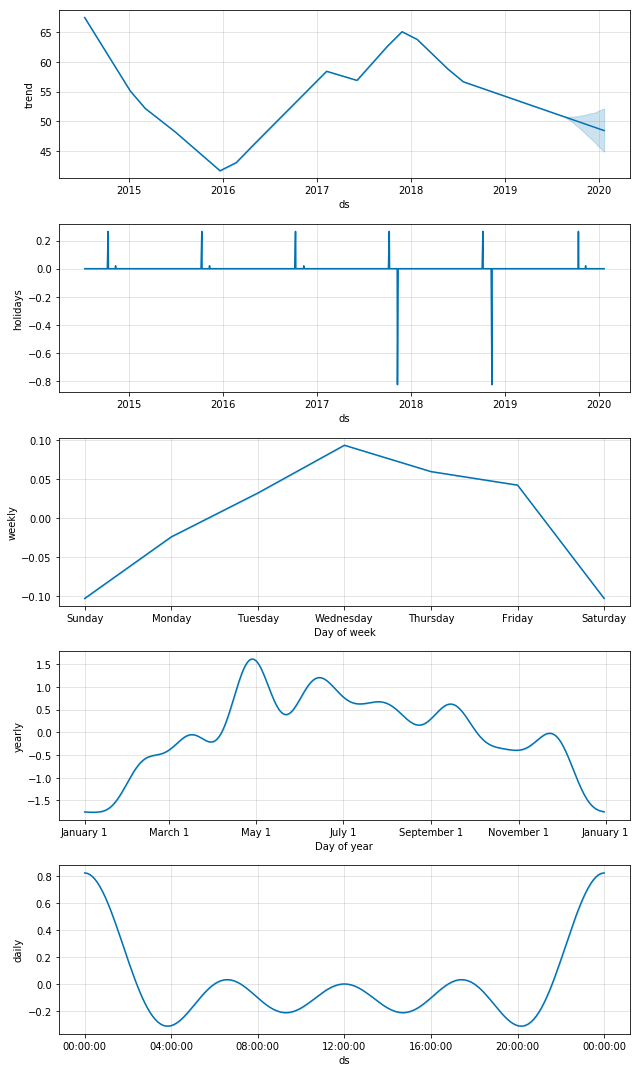 65
60
55
50
45
trend
2015 2016 2017 2018 2019 2020
ds
0.2
0.0
−0.2
−0.4
−0.6
−0.8
holidays
2015 2016 2017 2018 2019 2020
ds
0.10
0.05
0.00
−0.05
−0.10
weekly
Sunday Monday Tuesday Wednesday Thursday Friday Saturday
Day of week
1.5
1.0
0.5
0.0
−0.5
−1.0
−1.5
yearly
January 1 March 1 May 1 July 1 September 1 November 1 January 1
Day of year
0.8
0.6
0.4
0.2
0.0
−0.2
daily
00:00:00 04:00:00 08:00:00 12:00:00 16:00:00 20:00:00 00:00:00
ds